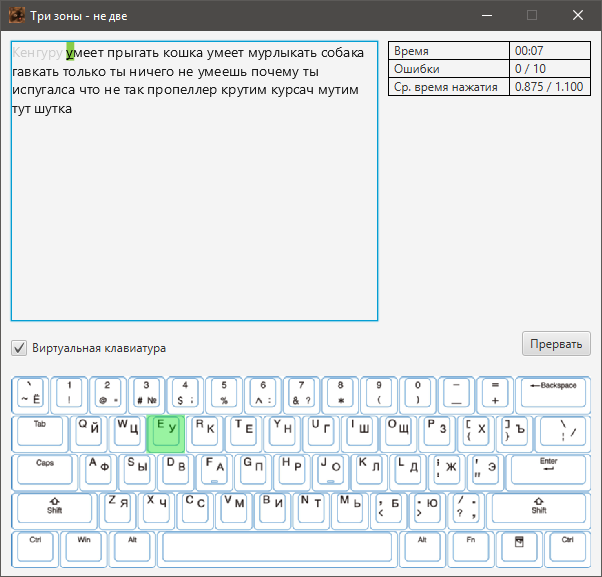 Три зоны - не две
Кенгуру умеет прыгать кошка умеет мурлыкать собака
гавкать только ты ничего не умеешь почему ты
испугалса что не так пропеллер крутим курсач мутим
тут шутка
Время 00:07
Ошибки 0 / 10
Ср. время нажатия 0.875 / 1.100
Виртуальная клавиатура
Прервать
` 1 2 3 4 5 6 7 8 9 0 – = ←Backspace
~ Ё ! @ # № $ ; % ^ : & ? * ( ) __ +
Tab Q Й W Ц E У R К T Е Y Н U Г I Ш O Щ P З [ { Х ] } Ъ \ /
Caps A Ф S Ы D В F А G П H Р J О K Л L Д ; Ж " Э Enter
Shift Z Я X Ч C С V М B И N Т M Ь , < Б . > Ю / ? . , Shift
Ctrl Win Alt Alt Fn Ctrl